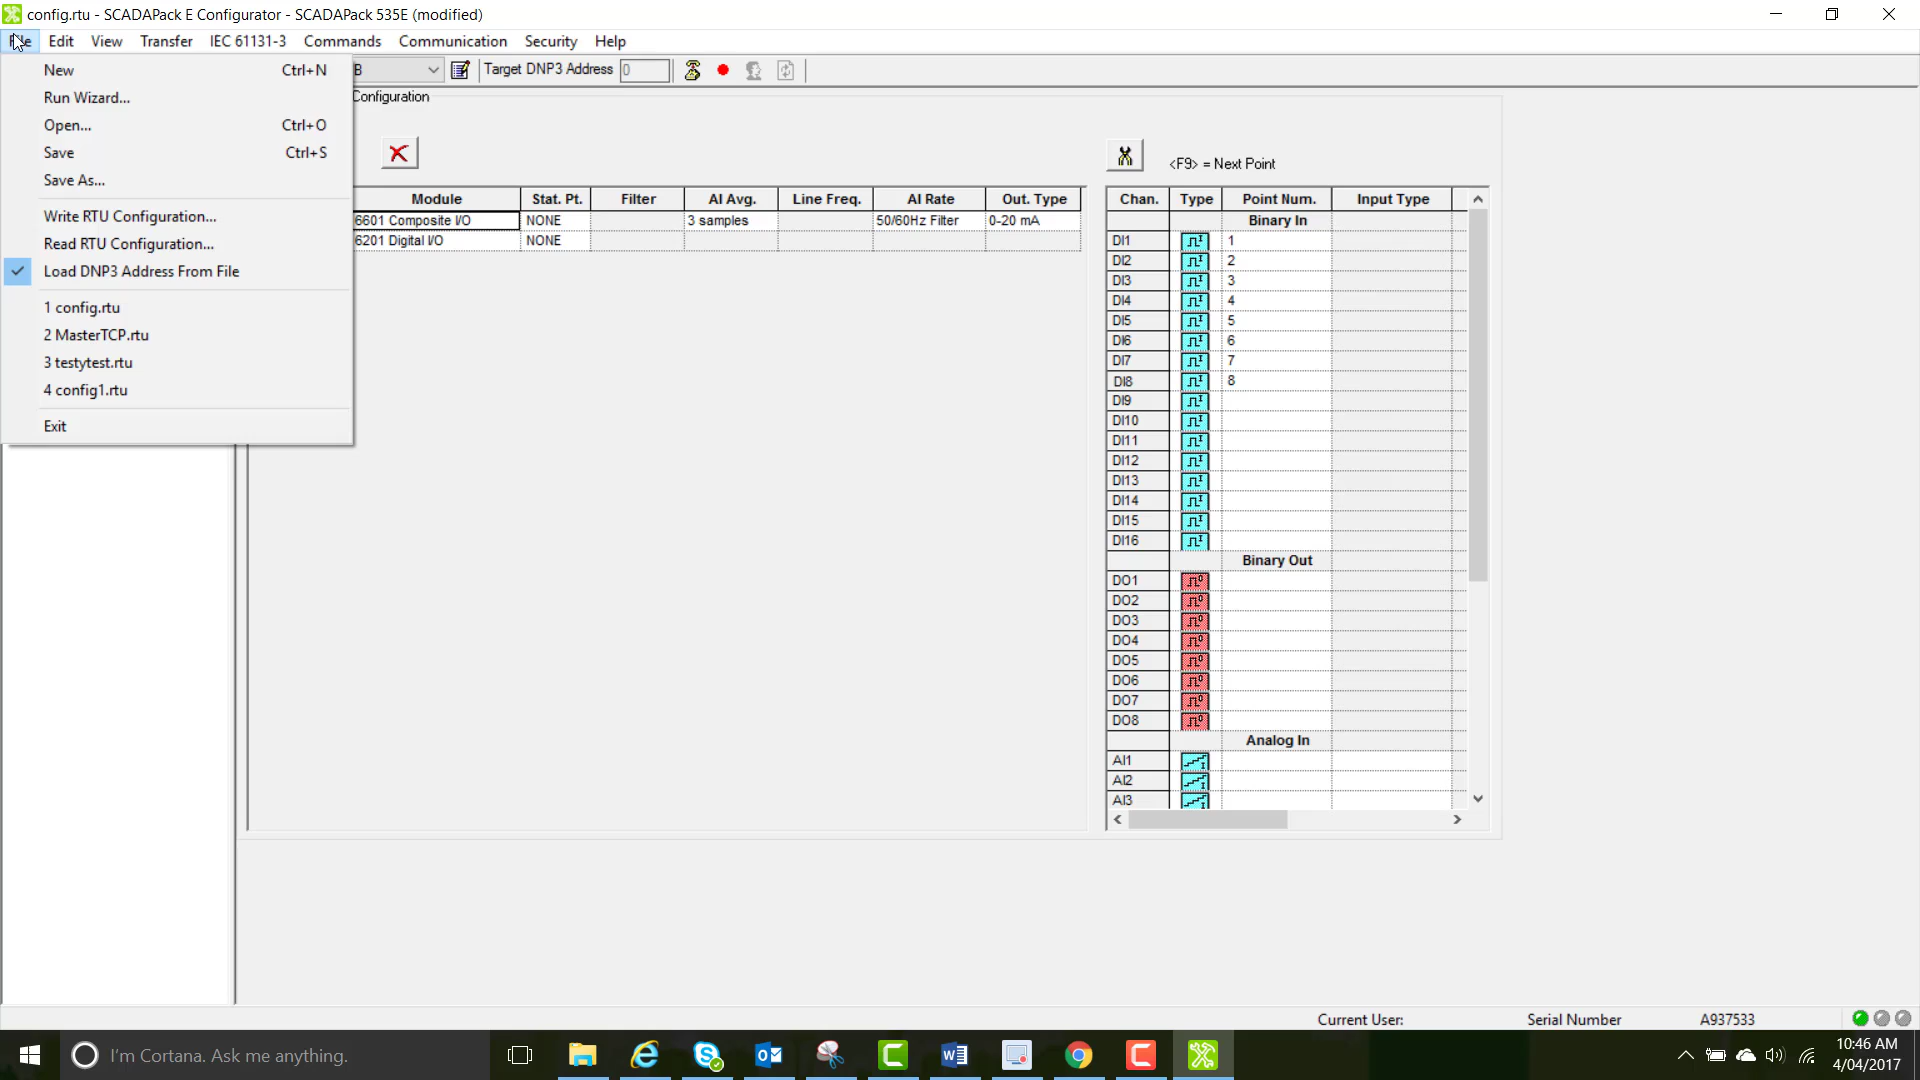 config.rtu - SCADAPack E Configurator - SCADAPack 535E (modified)
File Edit View Transfer IEC 61131-3 Commands Communication Security Help
New Ctrl+N
Run Wizard...
Open... Ctrl+O
Save Ctrl+S
Save As...
Write RTU Configuration...
Read RTU Configuration...
Load DNP3 Address From File
1 config.rtu
2 MasterTCP.rtu
3 testytest.rtu
4 config1.rtu
Exit
B Target DNP3 Address 0
Configuration
<F9> = Next Point
Module Stat. Pt. Filter AI Avg. Line Freq. AI Rate Out. Type
6601 Composite I/O NONE 3 samples 50/60Hz Filter 0-20 mA
6201 Digital I/O NONE
Chan. Type Point Num. Input Type
Binary In
DI1 1
DI2 2
DI3 3
DI4 4
DI5 5
DI6 6
DI7 7
DI8 8
DI9
DI10
DI11
DI12
DI13
DI14
DI15
DI16
Binary Out
DO1
DO2
DO3
DO4
DO5
DO6
DO7
DO8
Analog In
AI1
AI2
AI3
Current User: Serial Number A937533
I'm Cortana. Ask me anything.
10:46 AM
4/04/2017